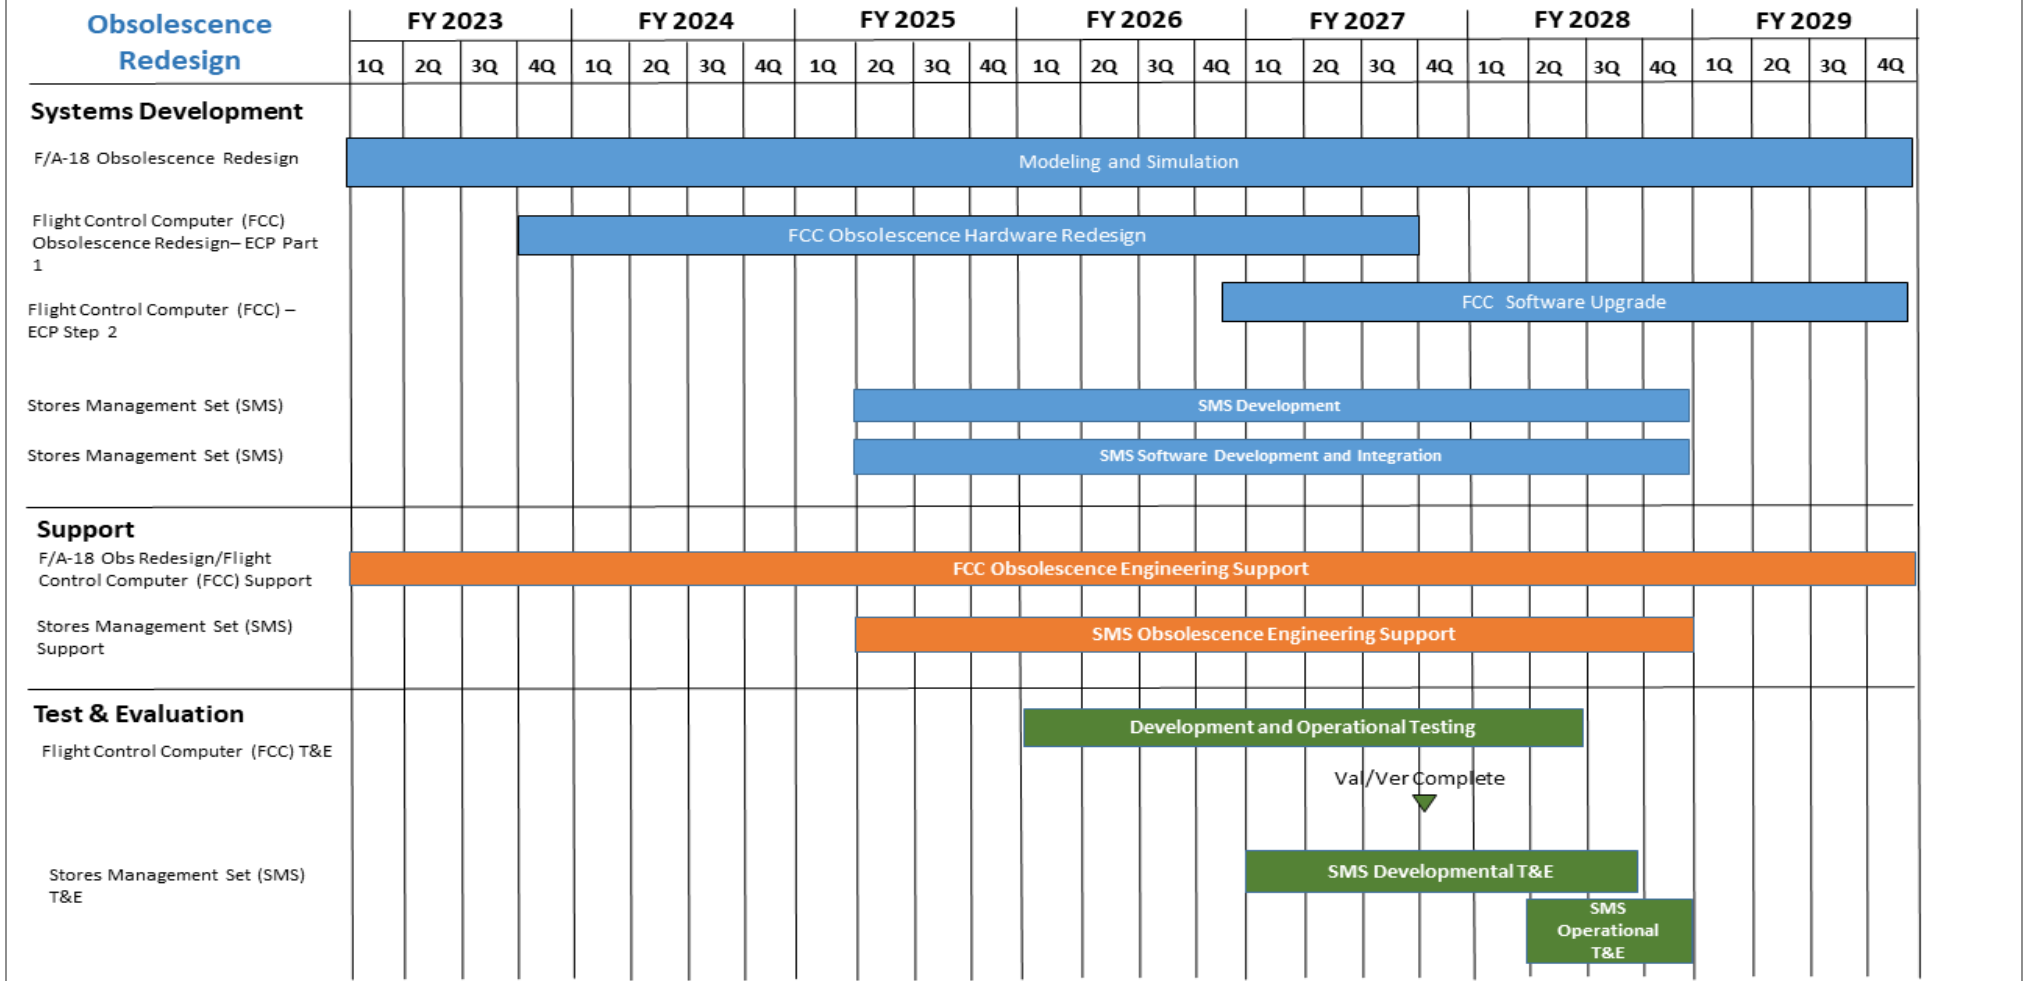 Obsolescence
Redesign
FY 2023 FY 2024 FY 2025 FY 2026 FY 2027 FY 2028 FY 2029
1Q 2Q 3Q 4Q 1Q 2Q 3Q 4Q 1Q 2Q 3Q 4Q 1Q 2Q 3Q 4Q 1Q 2Q 3Q 4Q 1Q 2Q 3Q 4Q 1Q 2Q 3Q 4Q
Systems Development
F/A-18 Obsolescence Redesign
Modeling and Simulation
Flight Control Computer (FCC)
Obsolescence Redesign– ECP Part
1
FCC Obsolescence Hardware Redesign
Flight Control Computer (FCC) –
ECP Step 2
FCC Software Upgrade
Stores Management Set (SMS)
SMS Development
Stores Management Set (SMS)
SMS Software Development and Integration
Support
F/A-18 Obs Redesign/Flight
Control Computer (FCC) Support
FCC Obsolescence Engineering Support
Stores Management Set (SMS)
Support
SMS Obsolescence Engineering Support
Test & Evaluation
Flight Control Computer (FCC) T&E
Development and Operational Testing
Val/Ver Complete
Stores Management Set (SMS)
T&E
SMS Developmental T&E
SMS
Operational
T&E